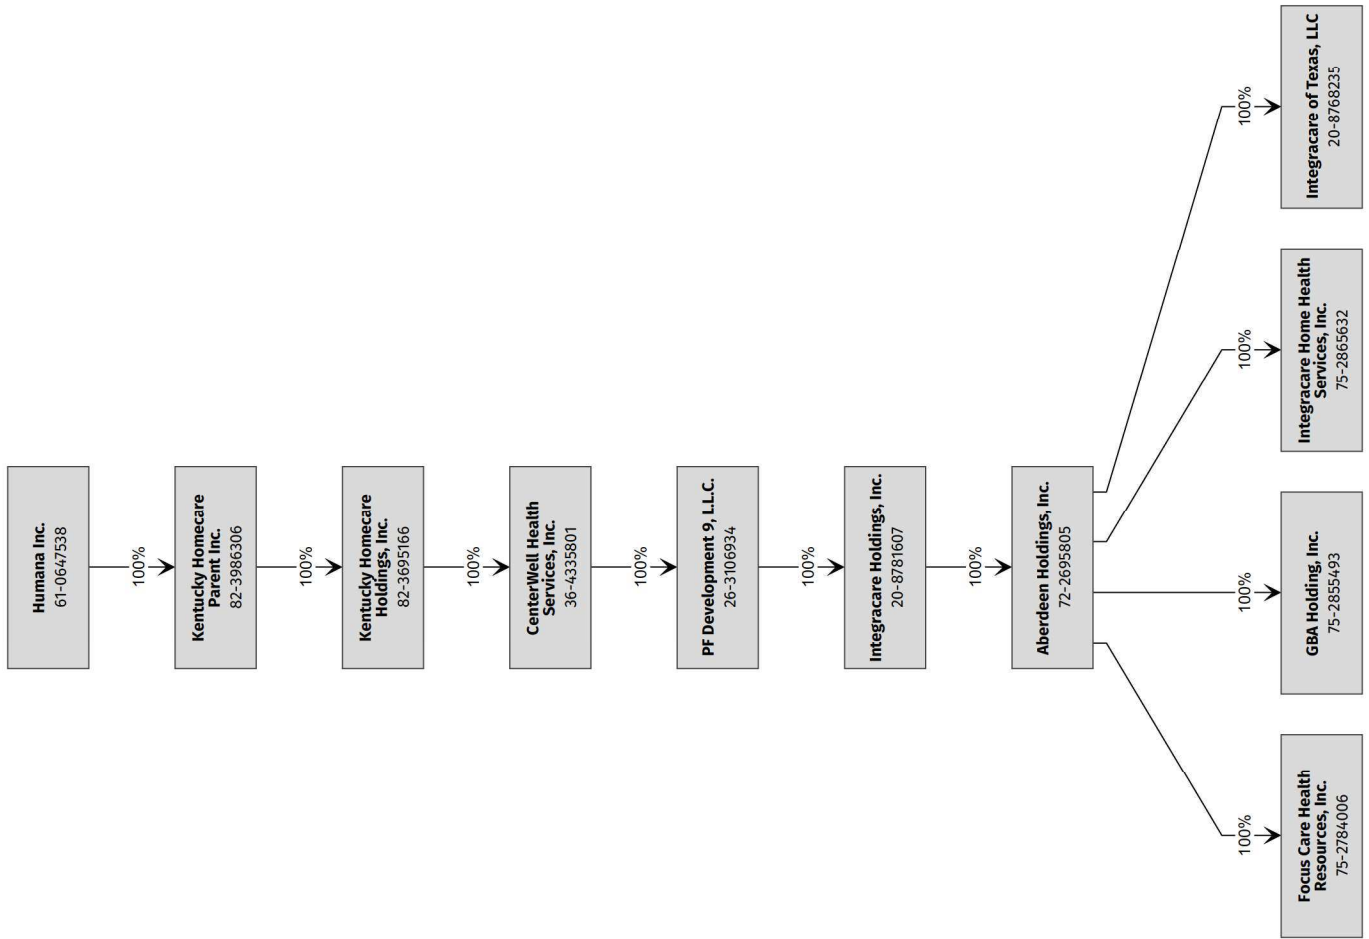 Humana Inc.
61-0647538
100%
Kentucky Homecare
Parent Inc.
82-3986306
100%
Kentucky Homecare
Holdings, Inc.
82-3695166
100%
CenterWell Health
Services, Inc.
36-4335801
100%
PF Development 9, L.L.C.
26-3106934
100%
Integracare Holdings, Inc.
20-8781607
100%
Aberdeen Holdings, Inc.
72-2695805
100%
100%
100%
100%
Focus Care Health
Resources, Inc.
75-2784006
GBA Holding, Inc.
75-2855493
Integracare Home Health
Services, Inc.
75-2865632
Integracare of Texas, LLC
20-8768235